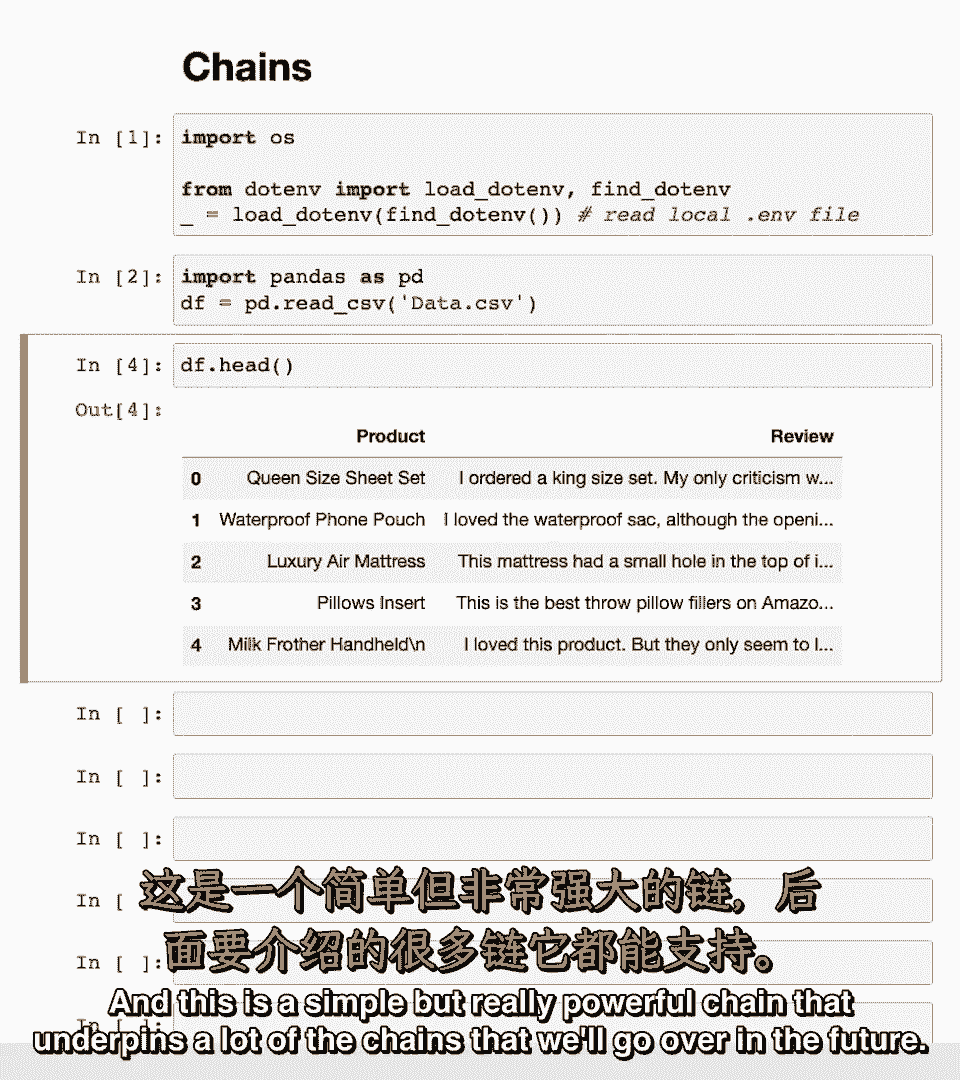 Chains
In [1]: import os
from dotenv import load_dotenv, find_dotenv
_ = load_dotenv(find_dotenv()) # read local .env file
In [2]: import pandas as pd
df = pd.read_csv('Data.csv')
In [4]: df.head()
Out[4]:
Product Review
0 Queen Size Sheet Set I ordered a king size set. My only criticism w...
1 Waterproof Phone Pouch I loved the waterproof sac, although the openi...
2 Luxury Air Mattress This mattress had a small hole in the top of i...
3 Pillows Insert This is the best throw pillow fillers on Amazo...
4 Milk Frother Handheld\n I loved this product. But they only seem to l...
In [ ]:
In [ ]:
In [ ]:
In [
这是一个简单但非常强大的链，后
In [ ]:
面要介绍的很多链它都能支持。
And this is a simple but really powerful chain that
In [ ]:
underpins a lot of the chains that we'll go over in the future.